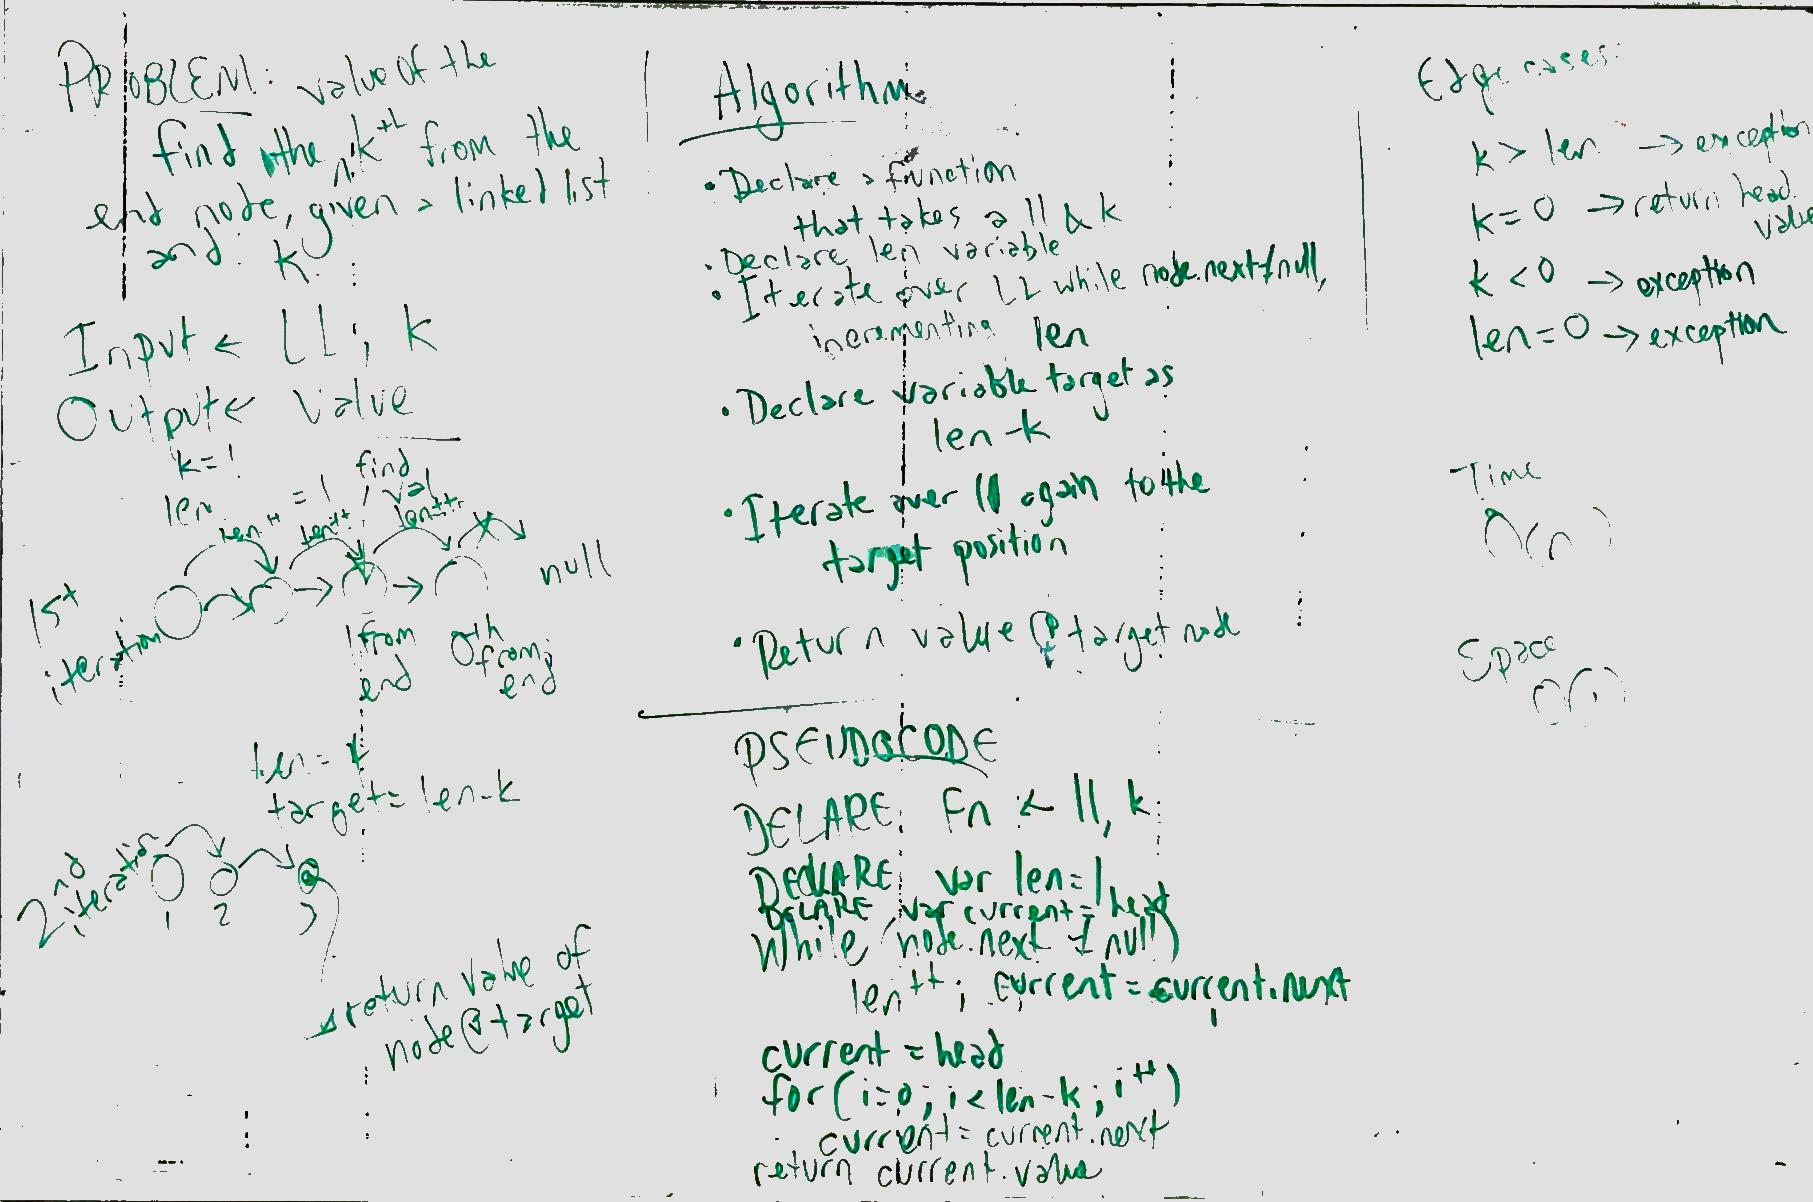 PROBLEM: value of the
find the "kth from the
end node, given a linked list
and k.
Input ← LL, k
Output ← value
k=1
len = 1
find
val
len++
len++
len++
null
1st
iteration
1 from
end
0th
from
end
len = 4
target = len-k
2nd
iteration
1
2
3
return value of
node @ target
Algorithm
• Declare a function
that takes a ll & k
• Declare len variable
• Iterate over LL while node.next ≠ null,
incrementing len
• Declare variable target as
len - k
• Iterate over ll again to the
target position
• Return value @ target node
PSEUDOCODE
DELARE Fn ← ll, k
DECLARE var len=1
DELARE var current = head
While (node.next ≠ null)
len++; current = current.next
current = head
for (i=0; i < len-k; i++)
current = current.next
return current.value
Edge cases:
k > len → exception
k=0 → return head
value
k < 0 → exception
len=0 → exception
Time
O(n)
Space
O(1)